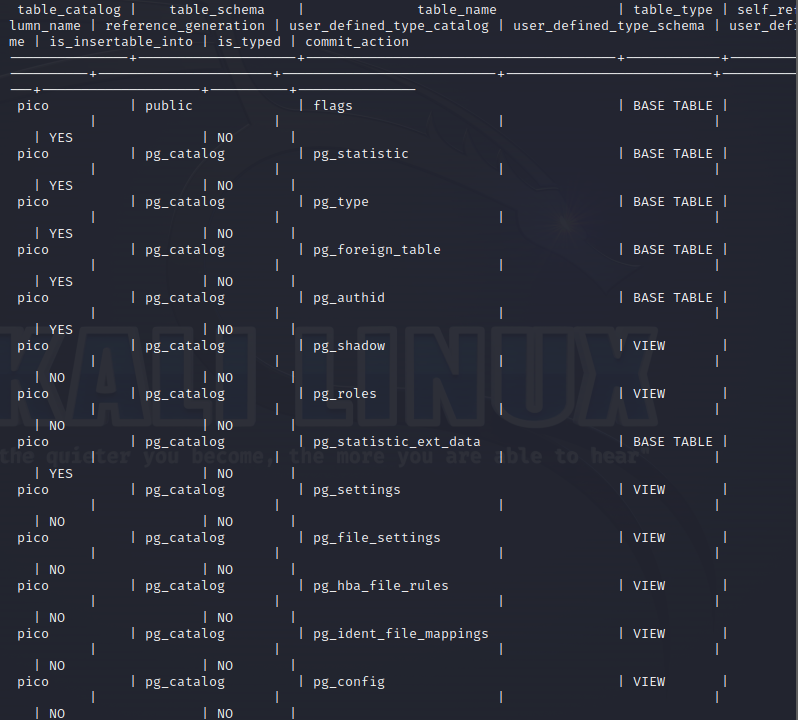 table_catalog | table_schema | table_name | table_type | self_re
lumn_name | reference_generation | user_defined_type_catalog | user_defined_type_schema | user_def
me | is_insertable_into | is_typed | commit_action
pico | public | flags | BASE TABLE |
| | | |
| YES | NO |
pico | pg_catalog | pg_statistic | BASE TABLE |
| | | |
| YES | NO |
pico | pg_catalog | pg_type | BASE TABLE |
| | | |
| YES | NO |
pico | pg_catalog | pg_foreign_table | BASE TABLE |
| | | |
| YES | NO |
pico | pg_catalog | pg_authid | BASE TABLE |
| | | |
| YES | NO |
pico | pg_catalog | pg_shadow | VIEW |
| | | |
| NO | NO |
pico | pg_catalog | pg_roles | VIEW |
| | | |
| NO | NO |
pico | pg_catalog | pg_statistic_ext_data | BASE TABLE |
| | | |
| YES | NO |
pico | pg_catalog | pg_settings | VIEW |
| | | |
| NO | NO |
pico | pg_catalog | pg_file_settings | VIEW |
| | | |
| NO | NO |
pico | pg_catalog | pg_hba_file_rules | VIEW |
| | | |
| NO | NO |
pico | pg_catalog | pg_ident_file_mappings | VIEW |
| | | |
| NO | NO |
pico | pg_catalog | pg_config | VIEW |
| | | |
| NO | NO |
KALI LINUX
the quieter you become, the more you are able to hear"